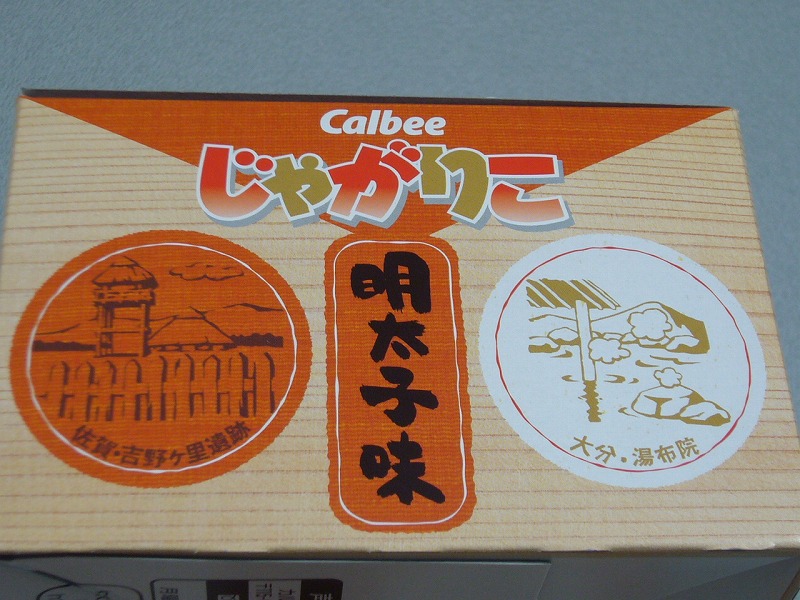 Calbee
じゃがりこ
明太子味
佐賀・吉野ヶ里遺跡
大分・湯布院